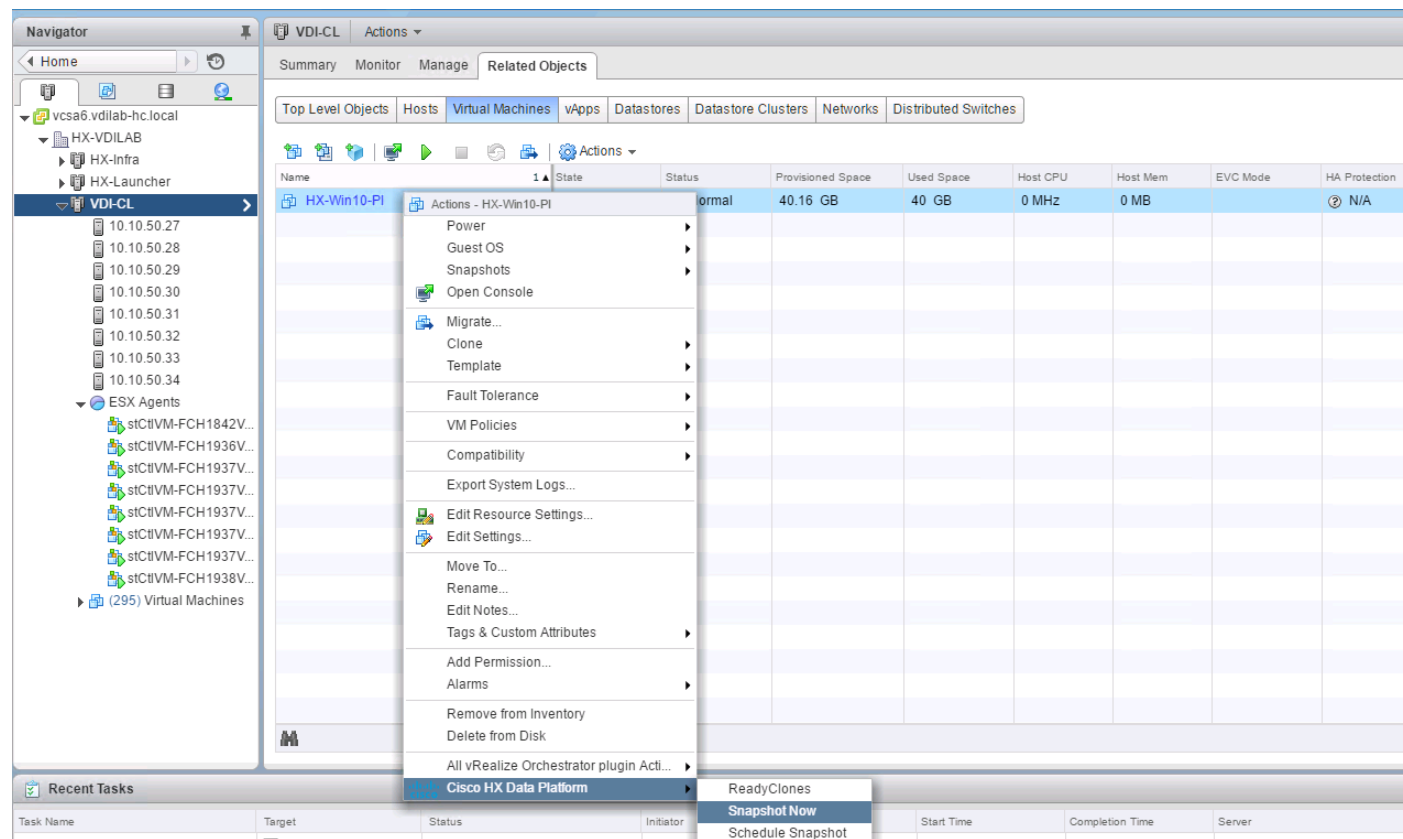 Navigator
Home
vcsa6.vdilab-hc.local
HX-VDILAB
HX-Infra
HX-Launcher
VDI-CL
10.10.50.27
10.10.50.28
10.10.50.29
10.10.50.30
10.10.50.31
10.10.50.32
10.10.50.33
10.10.50.34
ESX Agents
stCtlVM-FCH1842V...
stCtlVM-FCH1936V...
stCtlVM-FCH1937V...
stCtlVM-FCH1937V...
stCtlVM-FCH1937V...
stCtlVM-FCH1937V...
stCtlVM-FCH1937V...
stCtlVM-FCH1938V...
(295) Virtual Machines
VDI-CL Actions
Summary Monitor Manage Related Objects
Top Level Objects Hosts Virtual Machines vApps Datastores Datastore Clusters Networks Distributed Switches
Actions
Name 1 State Status Provisioned Space Used Space Host CPU Host Mem EVC Mode HA Protection
HX-Win10-PI ormal 40.16 GB 40 GB 0 MHz 0 MB N/A
Actions - HX-Win10-PI
Power
Guest OS
Snapshots
Open Console
Migrate...
Clone
Template
Fault Tolerance
VM Policies
Compatibility
Export System Logs...
Edit Resource Settings...
Edit Settings...
Move To...
Rename...
Edit Notes...
Tags & Custom Attributes
Add Permission...
Alarms
Remove from Inventory
Delete from Disk
All vRealize Orchestrator plugin Acti...
Cisco HX Data Platform
ReadyClones
Snapshot Now
Schedule Snapshot
Recent Tasks
Task Name Target Status Initiator Start Time Completion Time Server